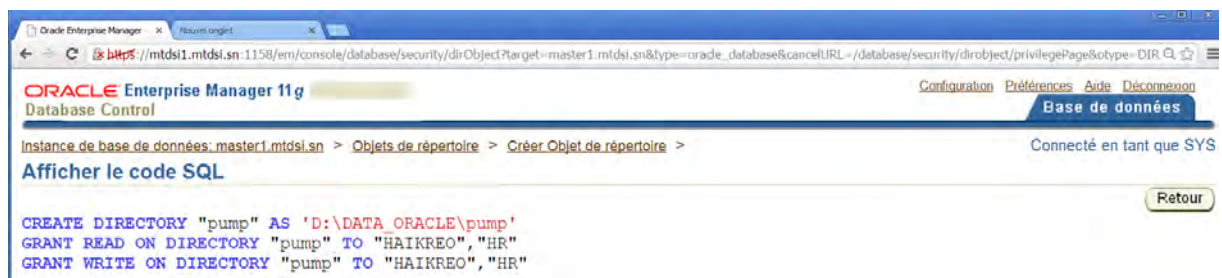 Oracle Enterprise Manager
Nouvel onglet
https://mtdsi1.mtdsi.sn:1158/em/console/database/security/dirObject?target=master1.mtdsi.sn&type=oracle_database&cancelURL=/database/security/dirobject/privilegePage&otype=DIR
ORACLE Enterprise Manager 11g
Database Control
Configuration Préférences Aide Déconnexion
Base de données
Instance de base de données: master1.mtdsi.sn > Objets de répertoire > Créer Objet de répertoire >
Connecté en tant que SYS
Afficher le code SQL
Retour
CREATE DIRECTORY "pump" AS 'D:\DATA_ORACLE\pump'
GRANT READ ON DIRECTORY "pump" TO "HAIKREO","HR"
GRANT WRITE ON DIRECTORY "pump" TO "HAIKREO","HR"